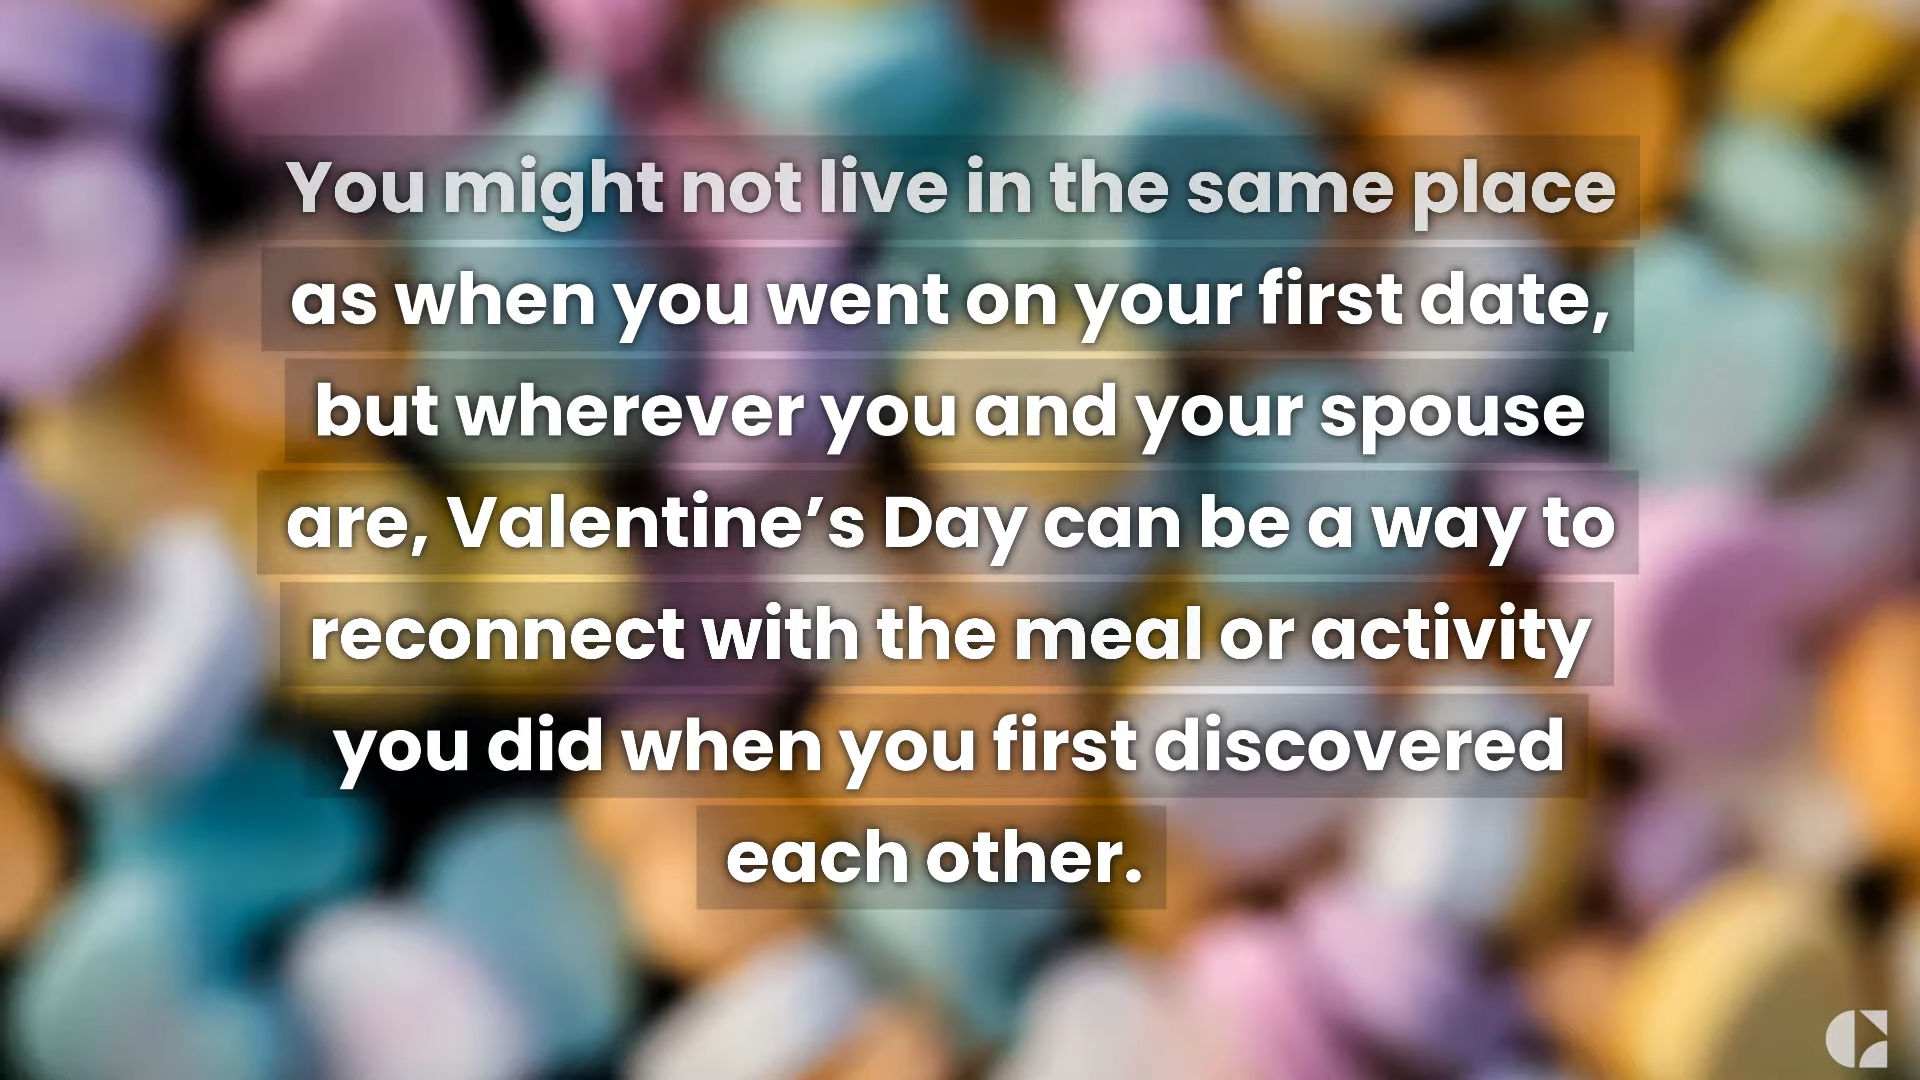 You might not live in the same place
as when you went on your first date,
but wherever you and your spouse
are, Valentine’s Day can be a way to
reconnect with the meal or activity
you did when you first discovered
each other.